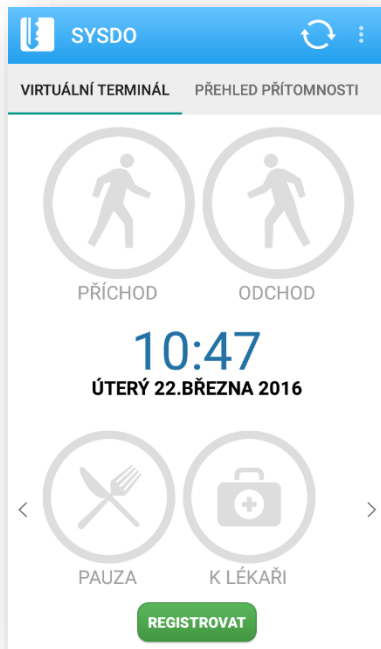 SYSDO
VIRTUÁLNÍ TERMINÁL PŘEHLED PŘÍTOMNOSTI
PŘÍCHOD ODCHOD
10:47
ÚTERÝ 22.BŘEZNA 2016
PAUZA K LÉKAŘI
REGISTROVAT